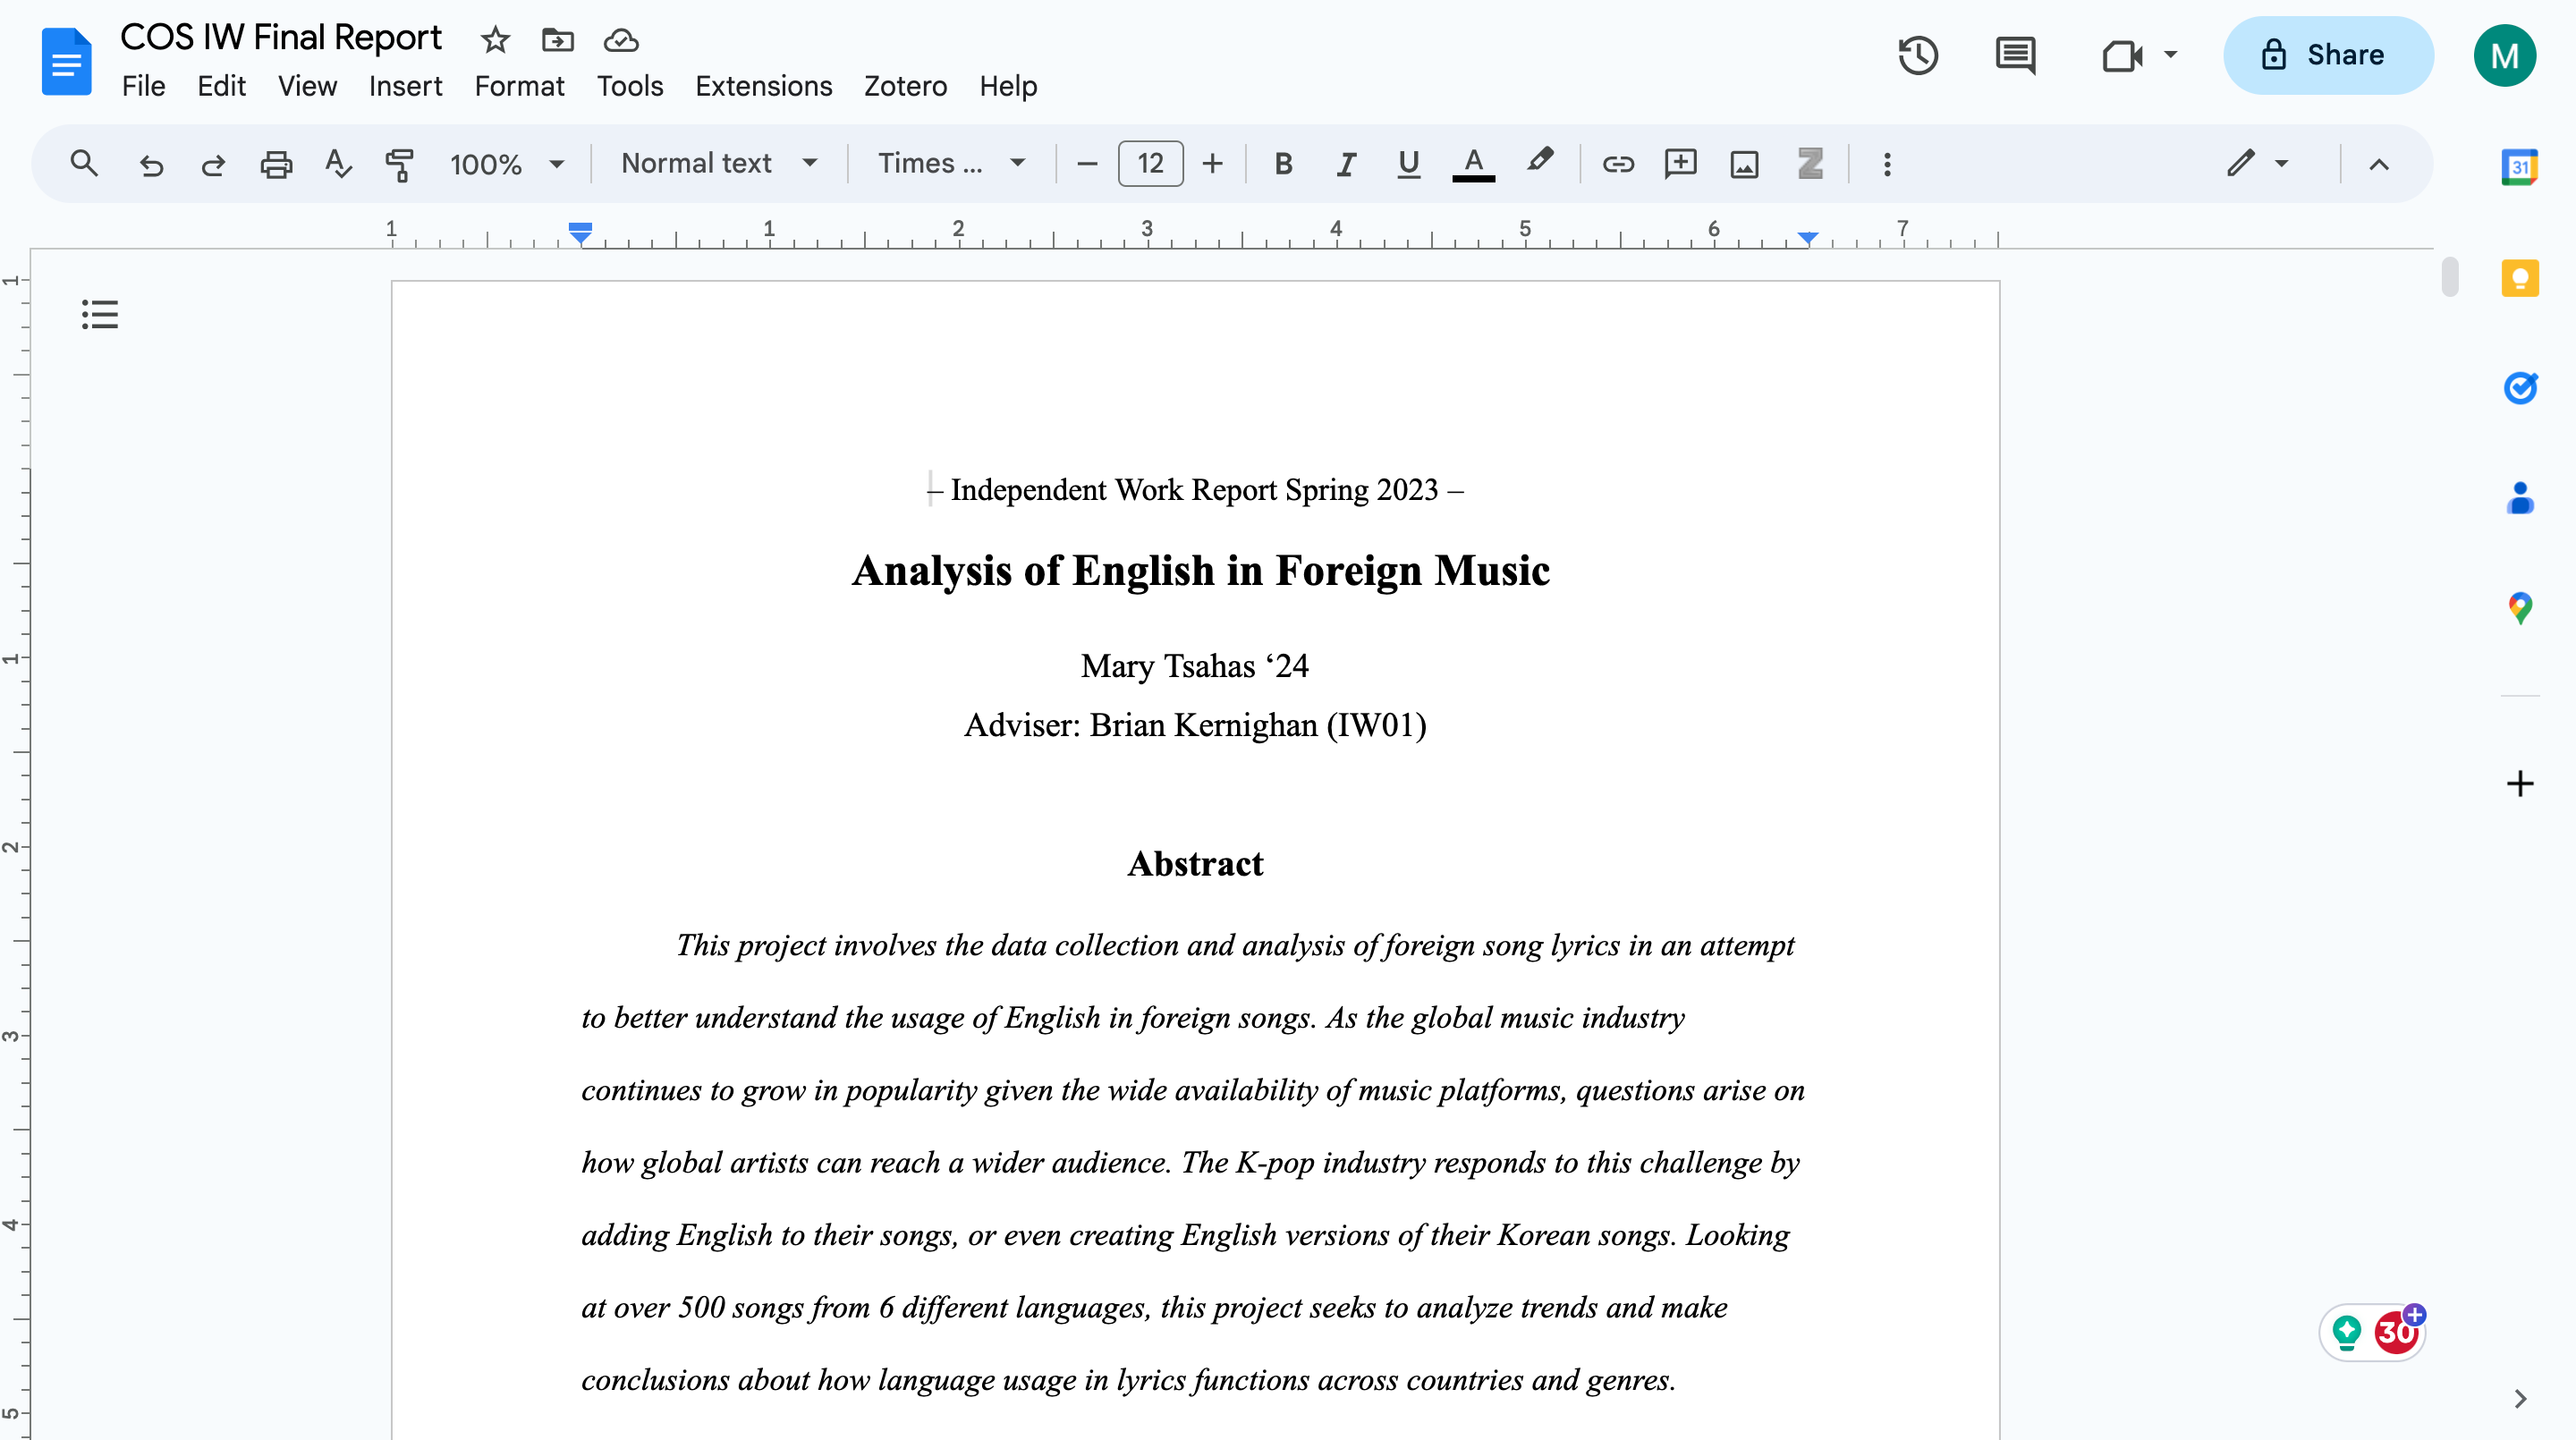 COS IW Final Report
File Edit View Insert Format Tools Extensions Zotero Help
Share
M
100% Normal text Times ... 12 B I U A Z
31
1 1 2 3 4 5 6 7
1
– Independent Work Report Spring 2023 –
Analysis of English in Foreign Music
1
Mary Tsahas ‘24
Adviser: Brian Kernighan (IW01)
2
Abstract
This project involves the data collection and analysis of foreign song lyrics in an attempt
to better understand the usage of English in foreign songs. As the global music industry
3
continues to grow in popularity given the wide availability of music platforms, questions arise on
how global artists can reach a wider audience. The K-pop industry responds to this challenge by
4
adding English to their songs, or even creating English versions of their Korean songs. Looking
at over 500 songs from 6 different languages, this project seeks to analyze trends and make
30
conclusions about how language usage in lyrics functions across countries and genres.
5